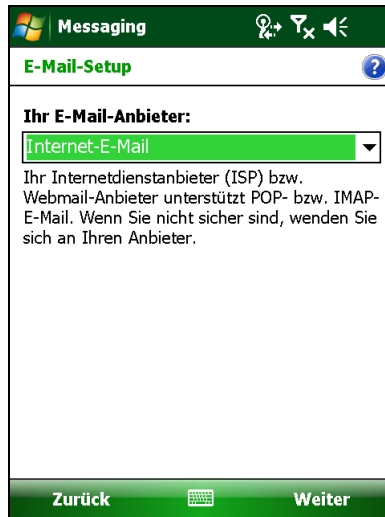 Messaging
E-Mail-Setup
Ihr E-Mail-Anbieter:
Internet-E-Mail
Ihr Internetdienstanbieter (ISP) bzw.
Webmail-Anbieter unterstützt POP- bzw. IMAP-
E-Mail. Wenn Sie nicht sicher sind, wenden Sie
sich an Ihren Anbieter.
Zurück Weiter